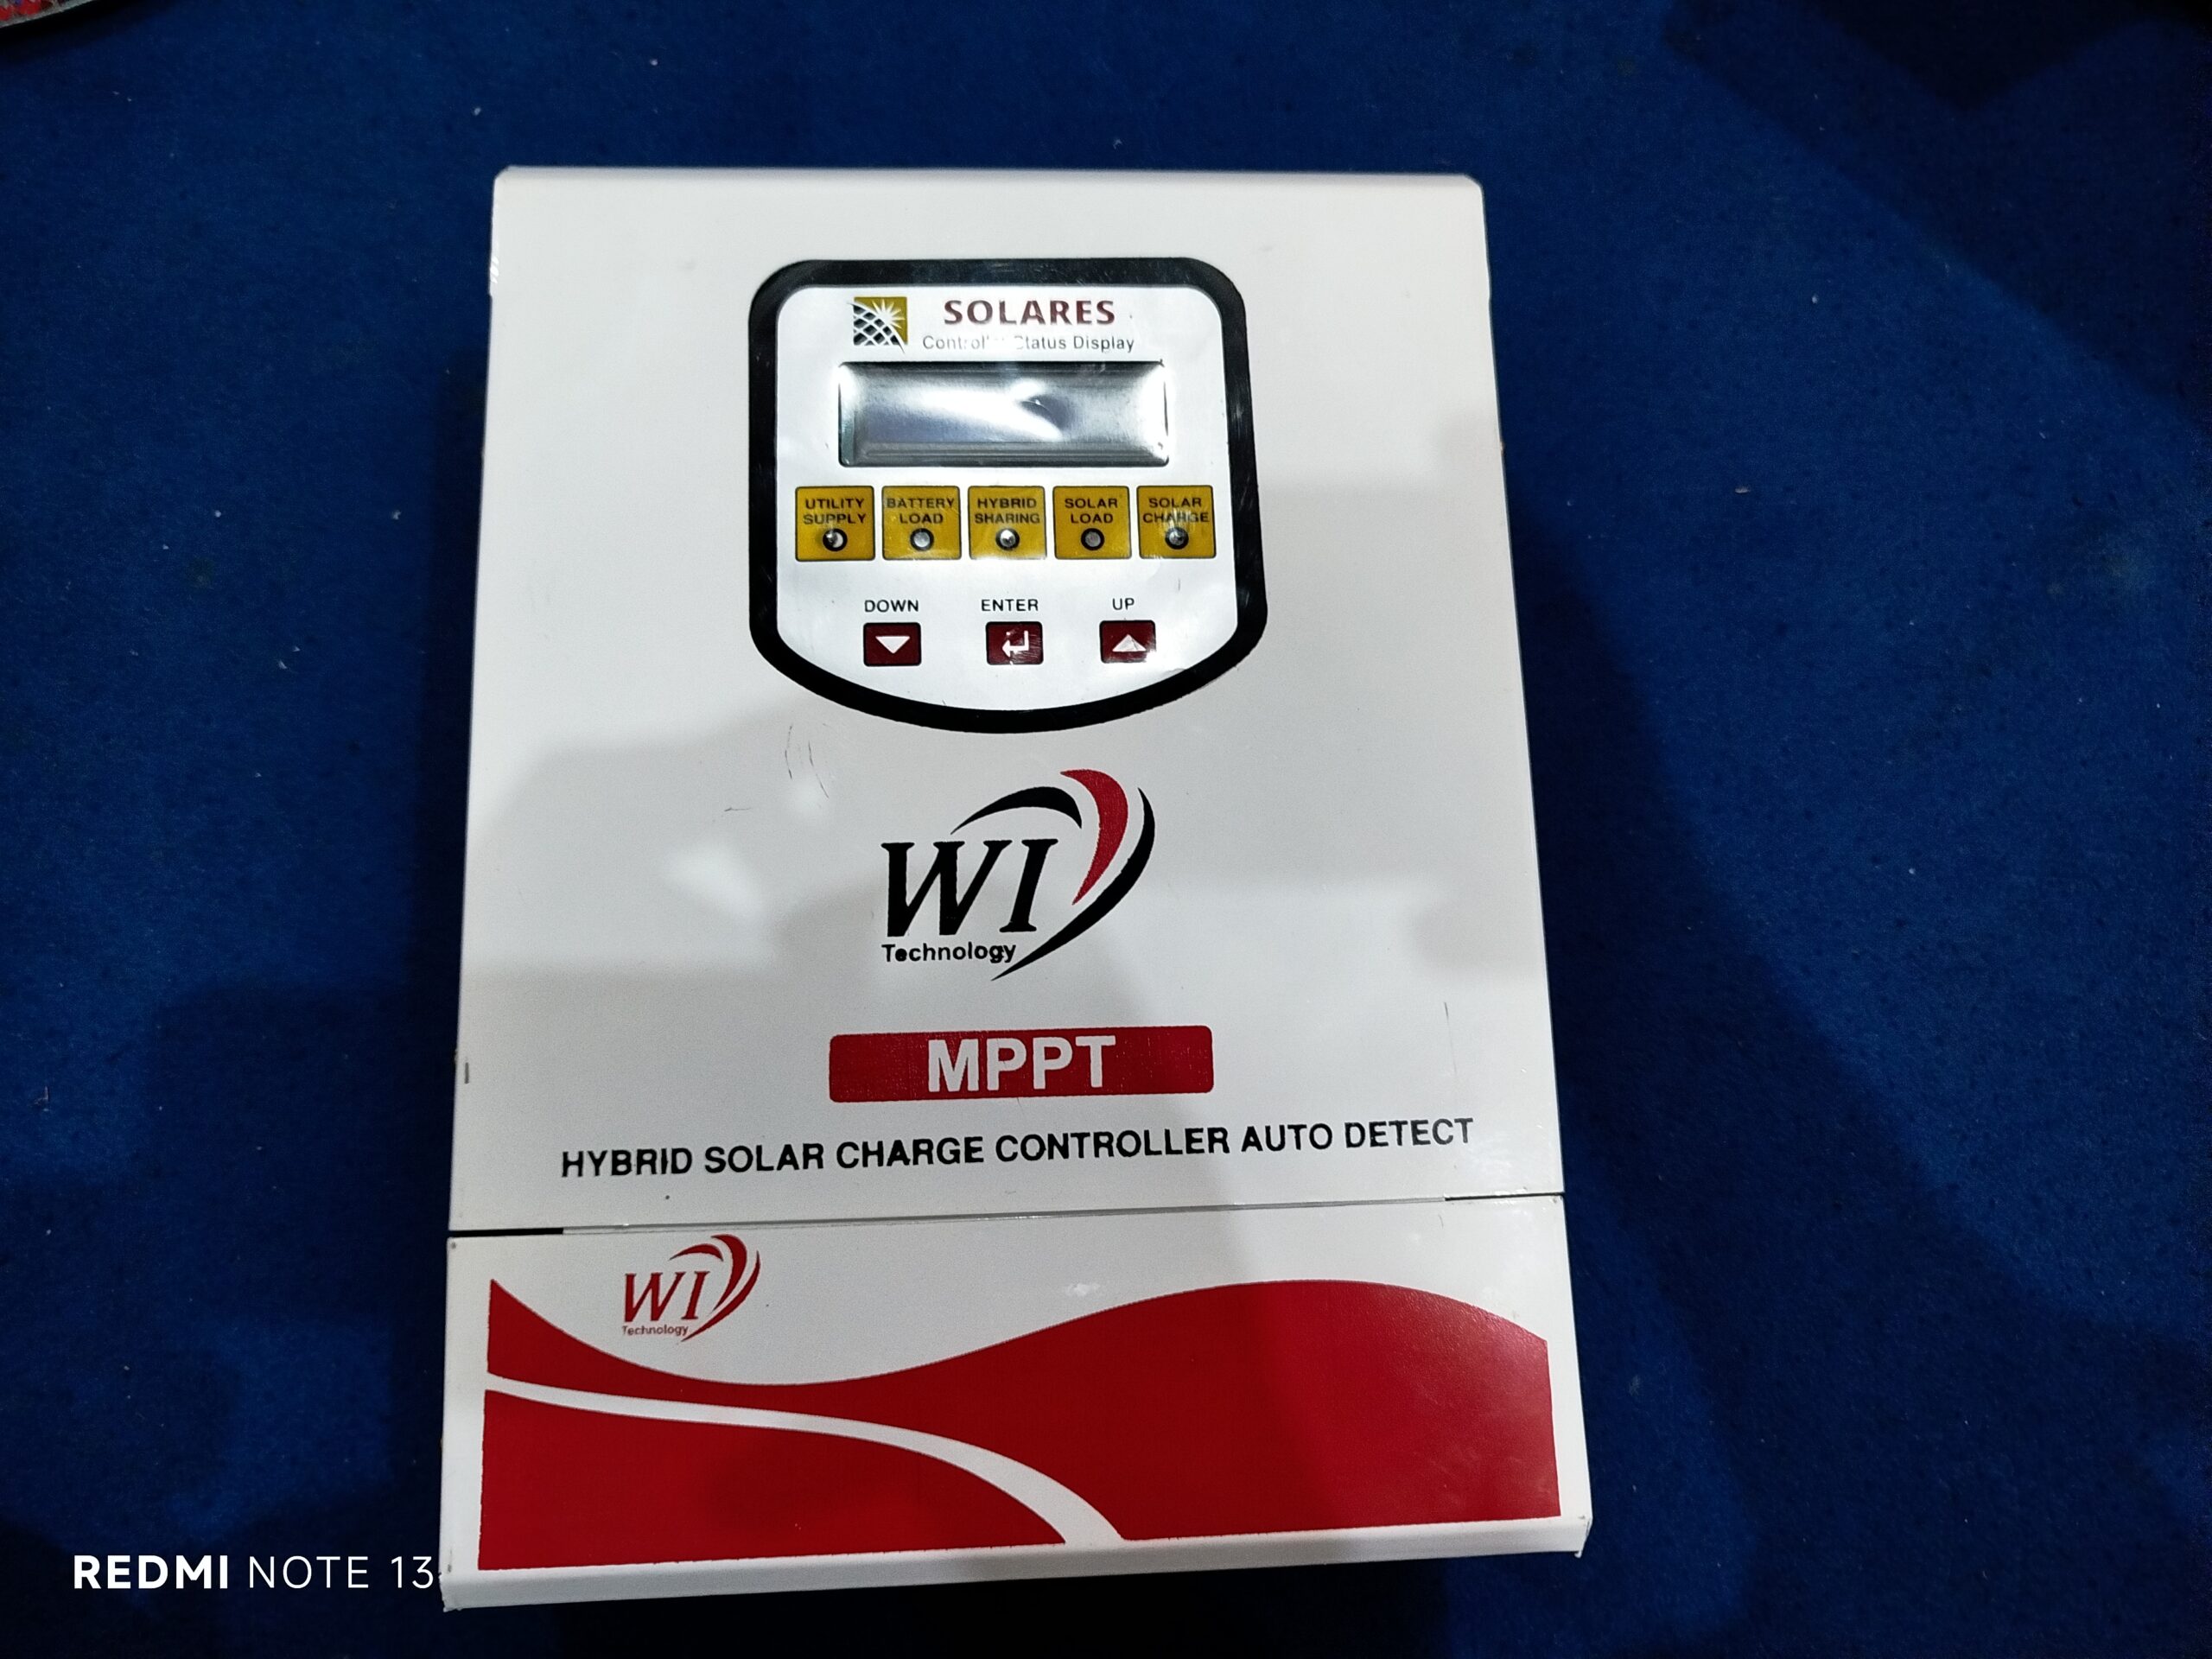 SOLARES
Controller Status Display
UTILITY SUPPLY
BATTERY LOAD
HYBRID SHARING
SOLAR LOAD
SOLAR CHARGE
DOWN ENTER UP
WI
Technology
MPPT
HYBRID SOLAR CHARGE CONTROLLER AUTO DETECT
WI
Technology
REDMI NOTE 13